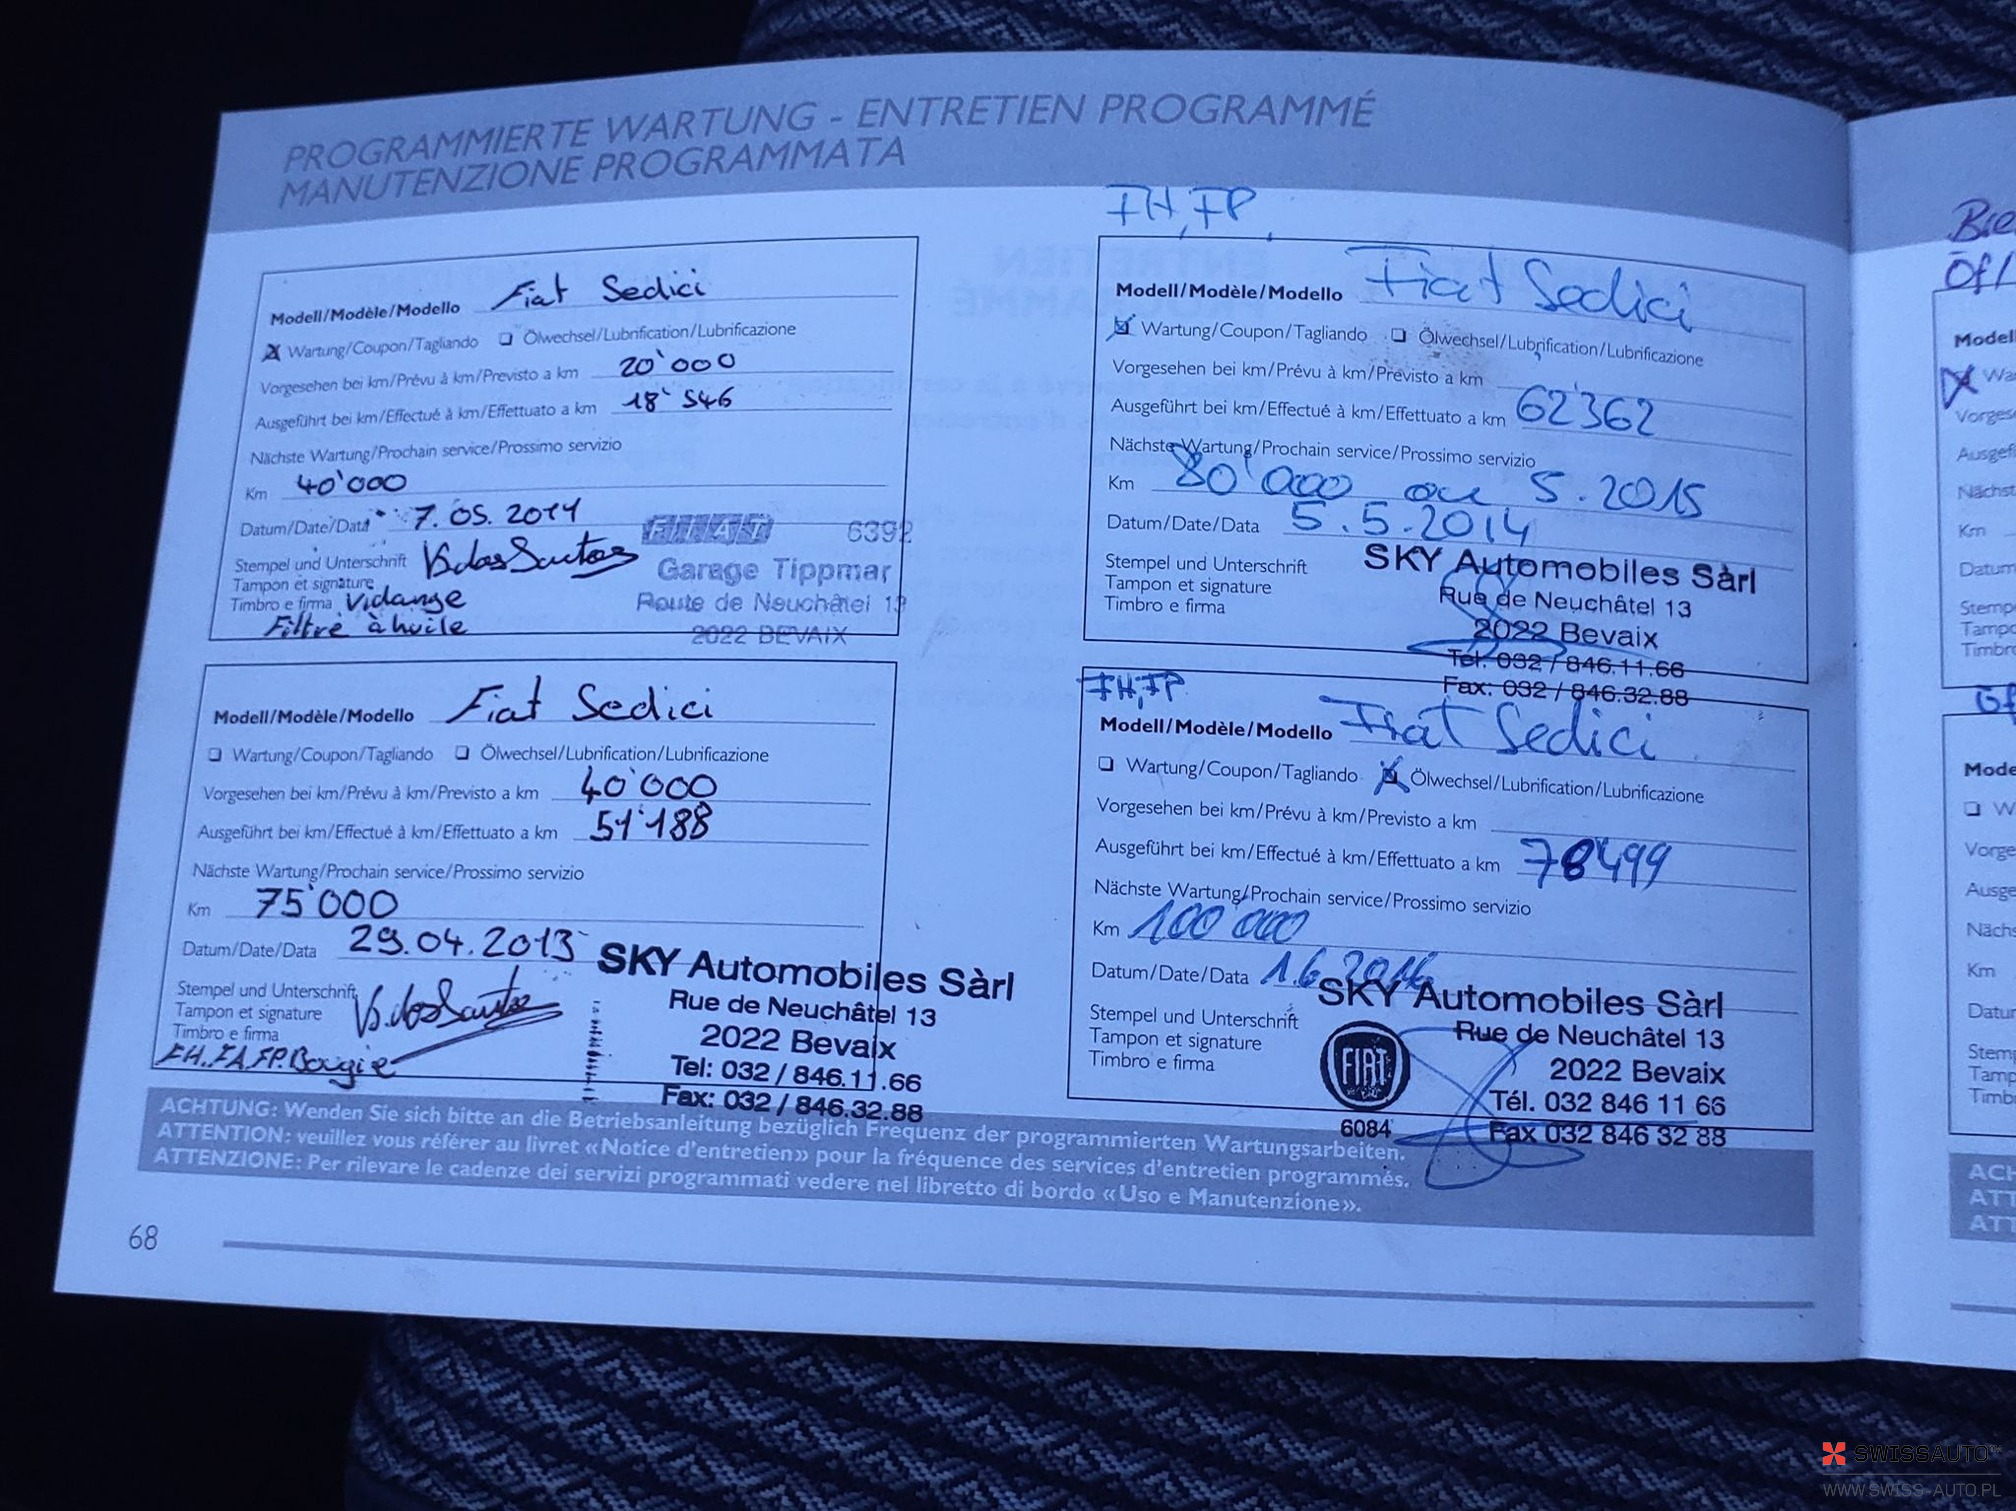 PROGRAMMIERTE WARTUNG - ENTRETIEN PROGRAMMÉ
MANUTENZIONE PROGRAMMATA
Modell/Modèle/Modello Fiat Sedici
X Wartung/Coupon/Tagliando ❑ Ölwechsel/Lubrification/Lubrificazione
Vorgesehen bei km/Prévu à km/Previsto a km 20'000
Ausgeführt bei km/Effectué à km/Effettuato a km 18'546
Nächste Wartung/Prochain service/Prossimo servizio
Km 40'000
Datum/Date/Data 7.05.2011
Stempel und Unterschrift V.dos Santos
Tampon et signature
Timbro e firma Vidange
Filtre à huile
FIAT 6392
Garage Tippmar
Route de Neuchâtel 13
2022 BEVAIX
Modell/Modèle/Modello Fiat Sedici
❑ Wartung/Coupon/Tagliando ❑ Ölwechsel/Lubrification/Lubrificazione
Vorgesehen bei km/Prévu à km/Previsto a km 40'000
Ausgeführt bei km/Effectué à km/Effettuato a km 51'188
Nächste Wartung/Prochain service/Prossimo servizio
Km 75'000
Datum/Date/Data 29.04.2013
Stempel und Unterschrift V.dos Santos
Tampon et signature
Timbro e firma
FH.FA.FP.Bougie
SKY Automobiles Sàrl
Rue de Neuchâtel 13
2022 Bevaix
Tel: 032 / 846.11.66
Fax: 032 / 846.32.88
FH, FP,
Modell/Modèle/Modello Fiat Sedici
X Wartung/Coupon/Tagliando ❑ Ölwechsel/Lubrification/Lubrificazione
Vorgesehen bei km/Prévu à km/Previsto a km
Ausgeführt bei km/Effectué à km/Effettuato a km 62'362
Nächste Wartung/Prochain service/Prossimo servizio
Km 80'000 ou 5.2015
Datum/Date/Data 5.5.2014
Stempel und Unterschrift
Tampon et signature
Timbro e firma
SKY Automobiles Sàrl
Rue de Neuchâtel 13
2022 Bevaix
Tel: 032 / 846.11.66
Fax: 032 / 846.32.88
FH, FP
Modell/Modèle/Modello Fiat Sedici
❑ Wartung/Coupon/Tagliando X Ölwechsel/Lubrification/Lubrificazione
Vorgesehen bei km/Prévu à km/Previsto a km
Ausgeführt bei km/Effectué à km/Effettuato a km 78'499
Nächste Wartung/Prochain service/Prossimo servizio
Km 100 000
Datum/Date/Data 1.6.2016
Stempel und Unterschrift
Tampon et signature
Timbro e firma
SKY Automobiles Sàrl
Rue de Neuchâtel 13
2022 Bevaix
Tél. 032 846 11 66
Fax 032 846 32 88
FIAT
6084
ACHTUNG: Wenden Sie sich bitte an die Betriebsanleitung bezüglich Frequenz der programmierten Wartungsarbeiten.
ATTENTION: veuillez vous référer au livret «Notice d'entretien» pour la fréquence des services d'entretien programmés.
ATTENZIONE: Per rilevare le cadenze dei servizi programmati vedere nel libretto di bordo «Uso e Manutenzione».
68
SWISSAUTO
WWW.SWISS-AUTO.PL